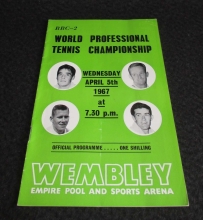 BBC-2
WORLD PROFESSIONAL
TENNIS CHAMPIONSHIP
WEDNESDAY
APRIL 5th
1967
at
7.30 p.m.
OFFICIAL PROGRAMME . . . . . ONE SHILLING
WEMBLEY
EMPIRE POOL AND SPORTS ARENA